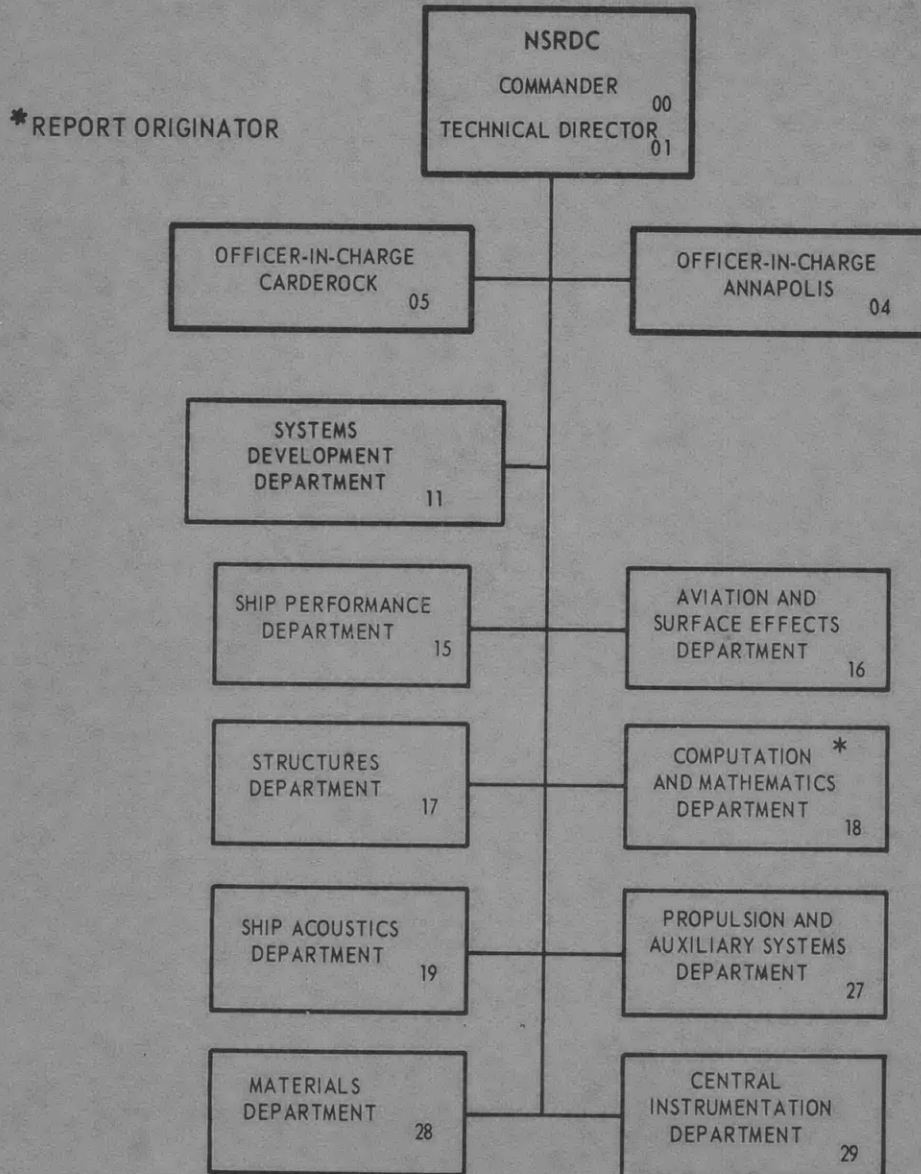 NSRDC
COMMANDER
00
TECHNICAL DIRECTOR
01
*REPORT ORIGINATOR
OFFICER-IN-CHARGE
CARDEROCK
05
OFFICER-IN-CHARGE
ANNAPOLIS
04
SYSTEMS
DEVELOPMENT
DEPARTMENT
11
SHIP PERFORMANCE
DEPARTMENT
15
AVIATION AND
SURFACE EFFECTS
DEPARTMENT
16
STRUCTURES
DEPARTMENT
17
COMPUTATION *
AND MATHEMATICS
DEPARTMENT
18
SHIP ACOUSTICS
DEPARTMENT
19
PROPULSION AND
AUXILIARY SYSTEMS
DEPARTMENT
27
MATERIALS
DEPARTMENT
28
CENTRAL
INSTRUMENTATION
DEPARTMENT
29